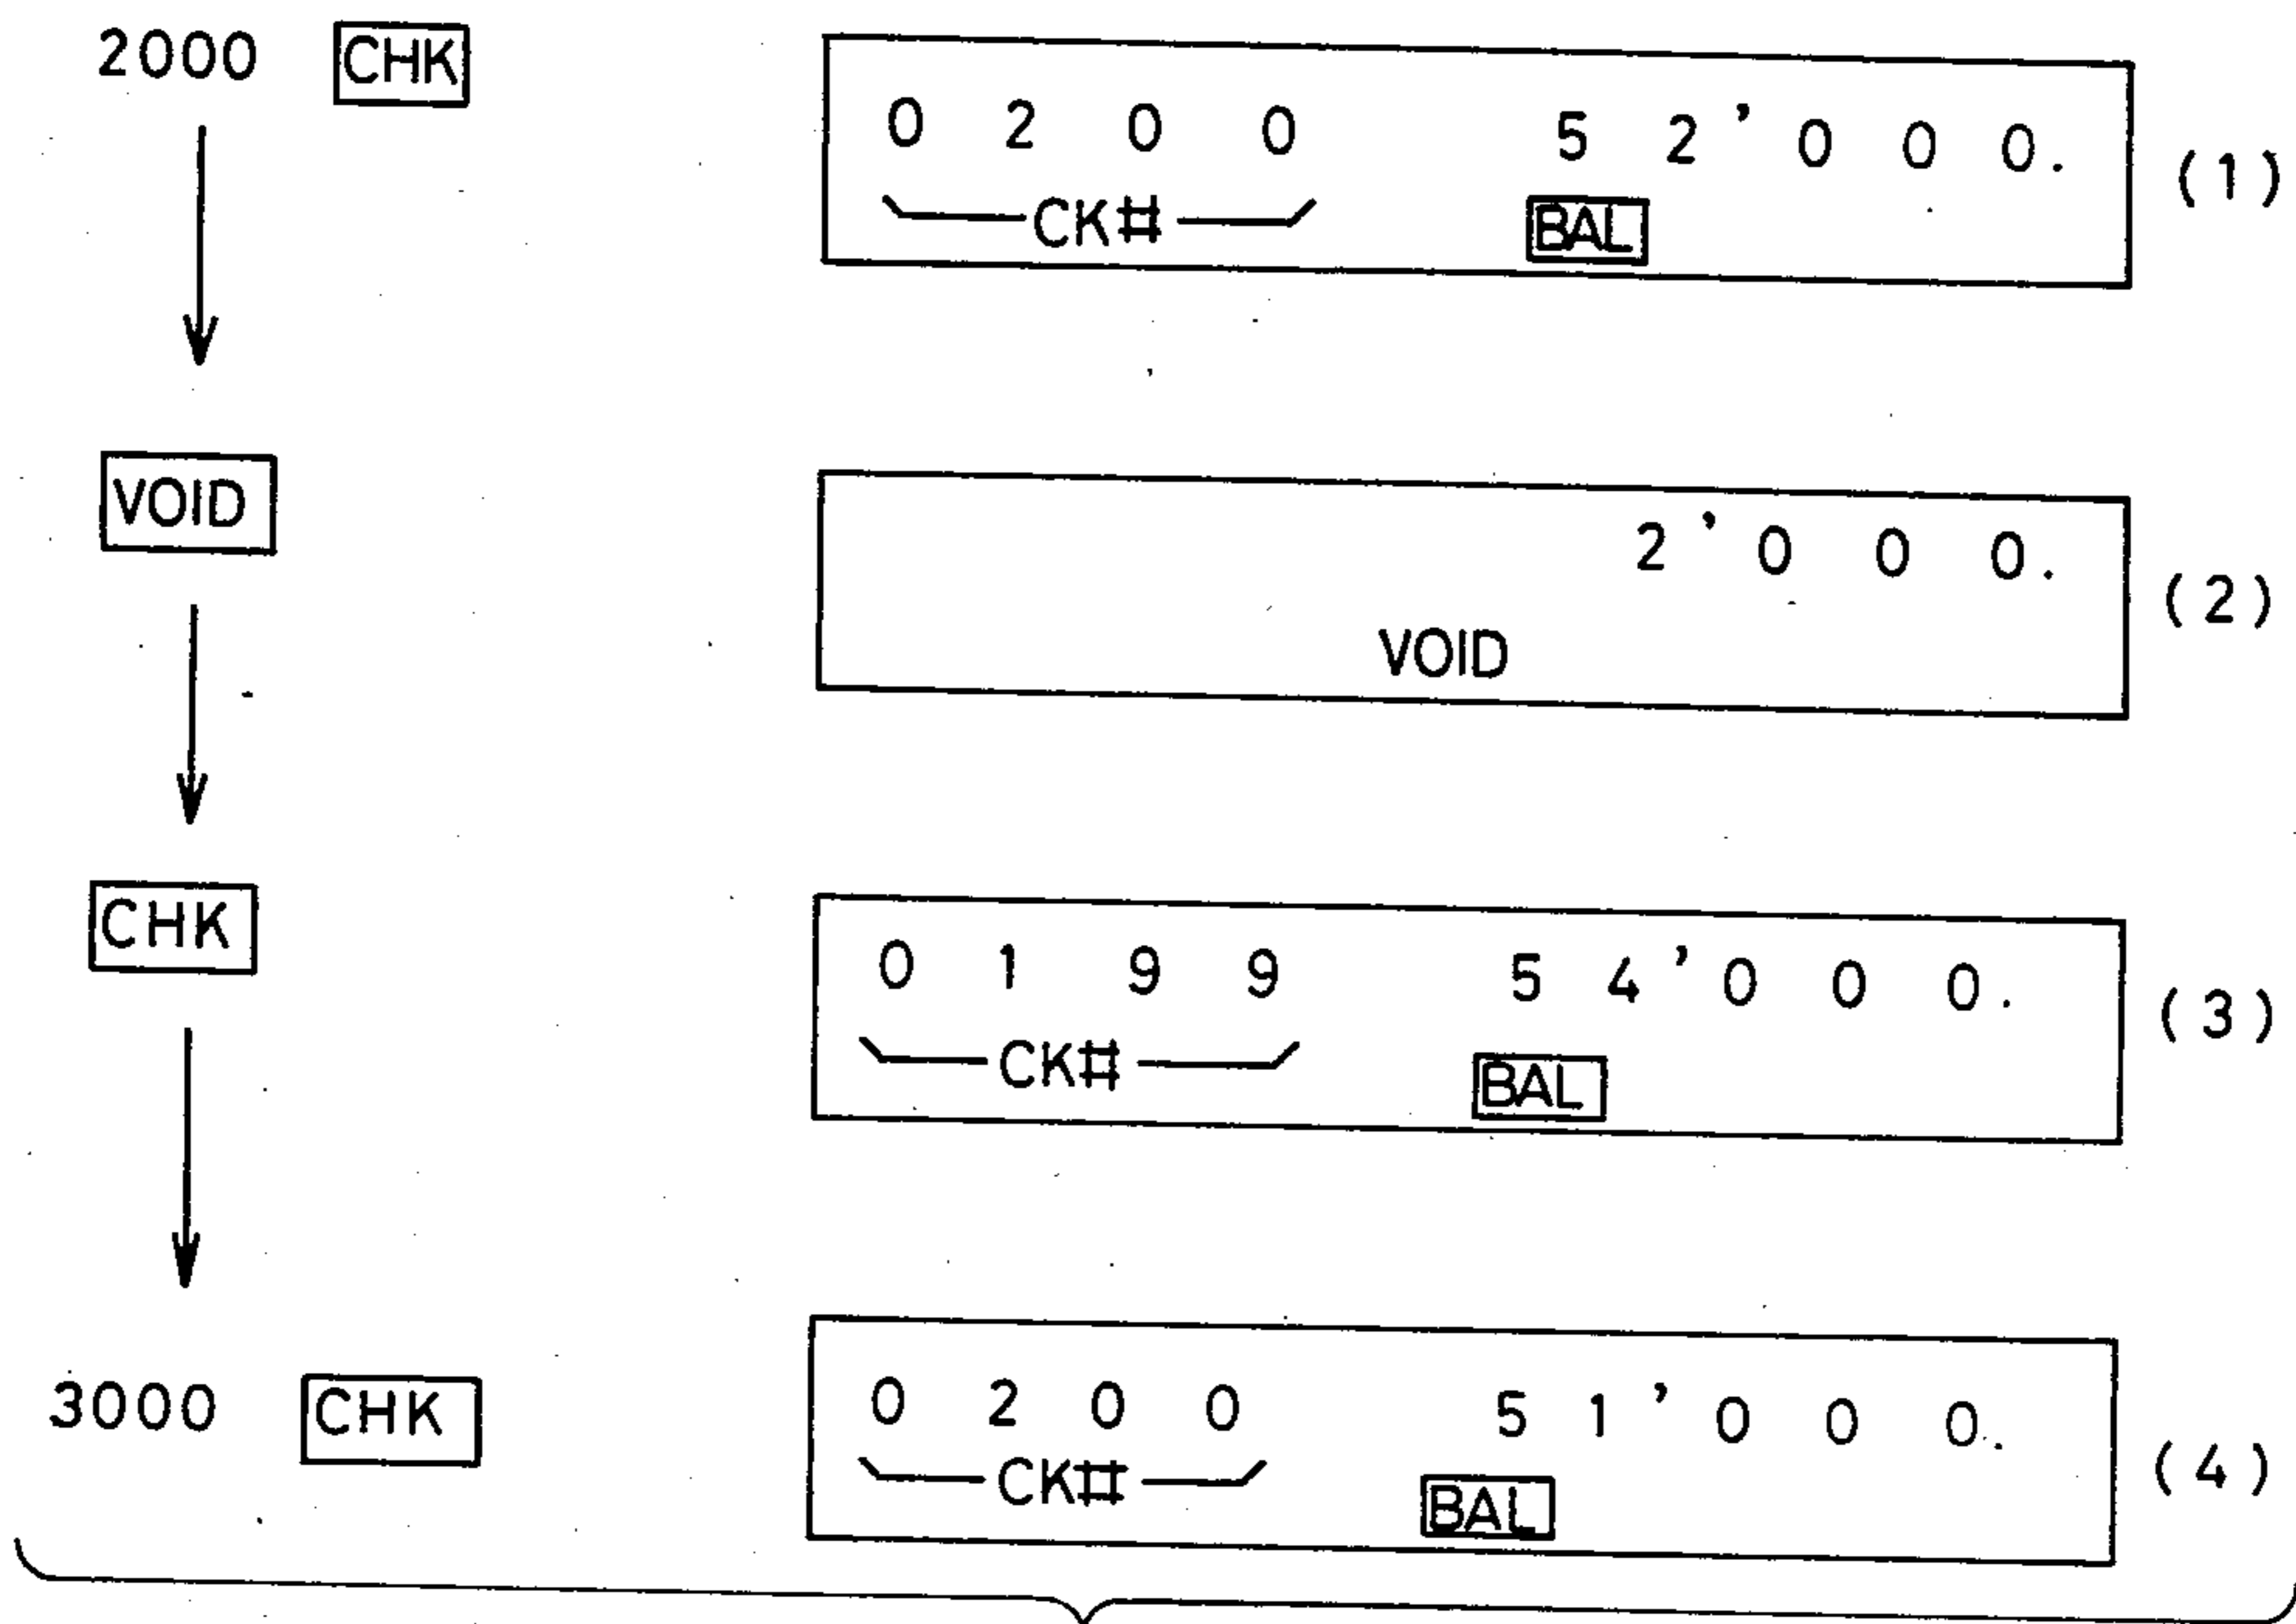 2000 CHK
0 2 0 0 5 2 ' 0 0 0. (1)
CK# BAL
VOID
2 ' 0 0 0. (2)
VOID
CHK
0 1 9 9 5 4 ' 0 0 0. (3)
CK# BAL
3000 CHK
0 2 0 0 5 1 ' 0 0 0. (4)
CK# BAL